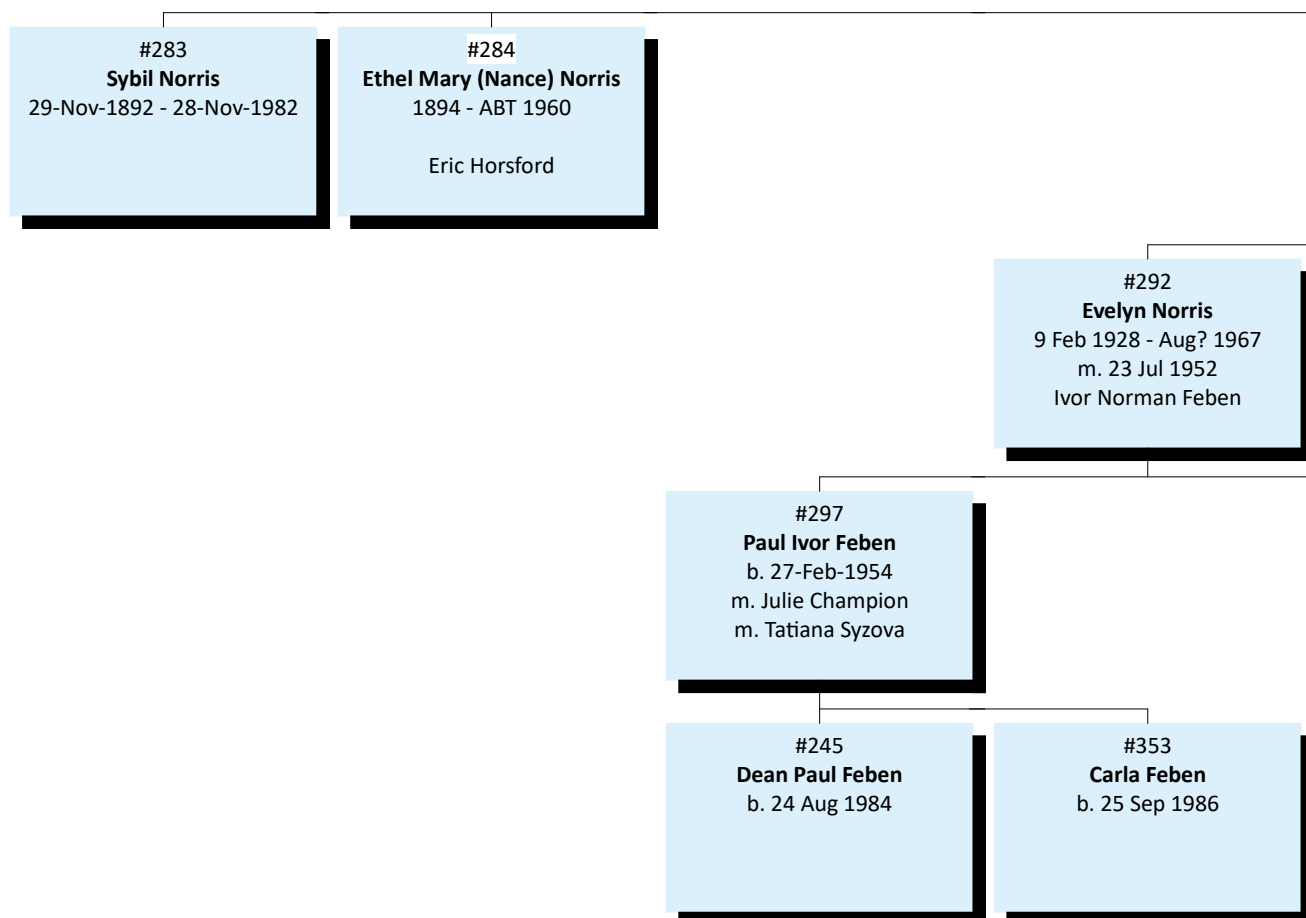 #283
Sybil Norris
29-Nov-1892 - 28-Nov-1982
#284
Ethel Mary (Nance) Norris
1894 - ABT 1960
Eric Horsford
#292
Evelyn Norris
9 Feb 1928 - Aug? 1967
m. 23 Jul 1952
Ivor Norman Feben
#297
Paul Ivor Feben
b. 27-Feb-1954
m. Julie Champion
m. Tatiana Syzova
#245
Dean Paul Feben
b. 24 Aug 1984
#353
Carla Feben
b. 25 Sep 1986